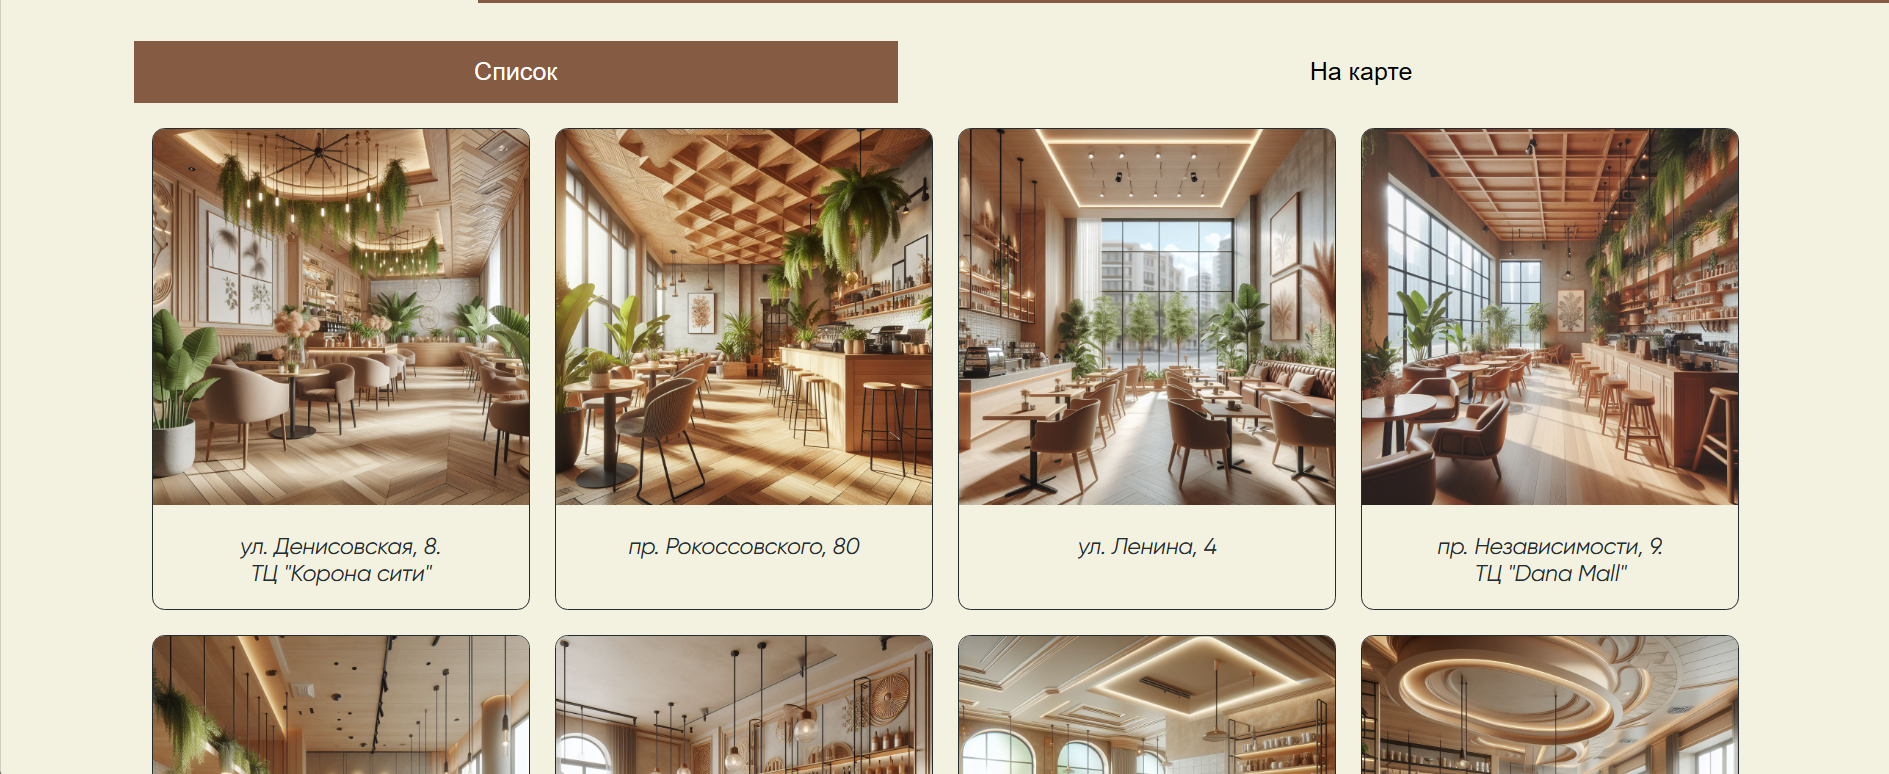 Список
На карте
ул. Денисовская, 8.
ТЦ "Корона сити"
пр. Рокоссовского, 80
ул. Ленина, 4
пр. Независимости, 9.
ТЦ "Dana Mall"